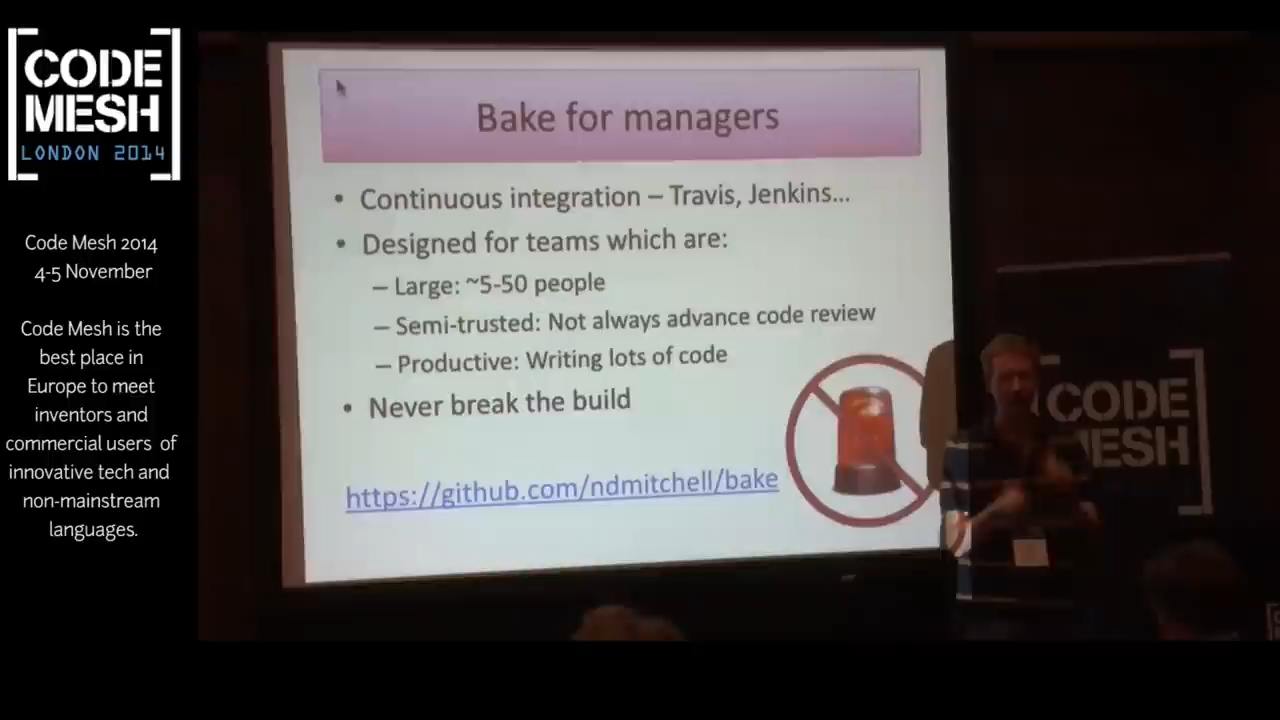 CODE
MESH
LONDON 2014
Code Mesh 2014
4-5 November
Code Mesh is the
best place in
Europe to meet
inventors and
commercial users of
innovative tech and
non-mainstream
languages.
Bake for managers
• Continuous integration – Travis, Jenkins...
• Designed for teams which are:
– Large: ~5-50 people
– Semi-trusted: Not always advance code review
– Productive: Writing lots of code
• Never break the build
https://github.com/ndmitchell/bake
CODE
MESH